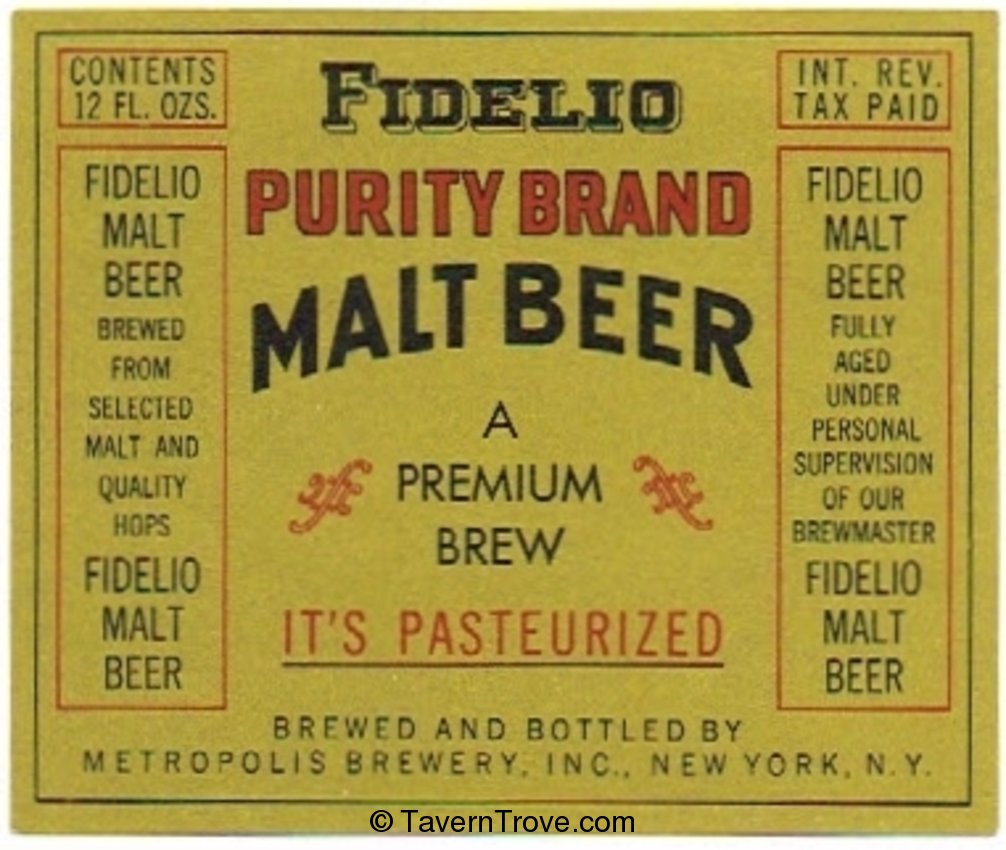 CONTENTS
12 FL. OZS.
FIDELIO
MALT
BEER
BREWED
FROM
SELECTED
MALT AND
QUALITY
HOPS
FIDELIO
MALT
BEER
FIDELIO
PURITY BRAND
MALT BEER
A
PREMIUM
BREW
IT'S PASTEURIZED
INT. REV.
TAX PAID
FIDELIO
MALT
BEER
FULLY
AGED
UNDER
PERSONAL
SUPERVISION
OF OUR
BREWMASTER
FIDELIO
MALT
BEER
BREWED AND BOTTLED BY
METROPOLIS BREWERY, INC., NEW YORK, N.Y.
© TavernTrove.com